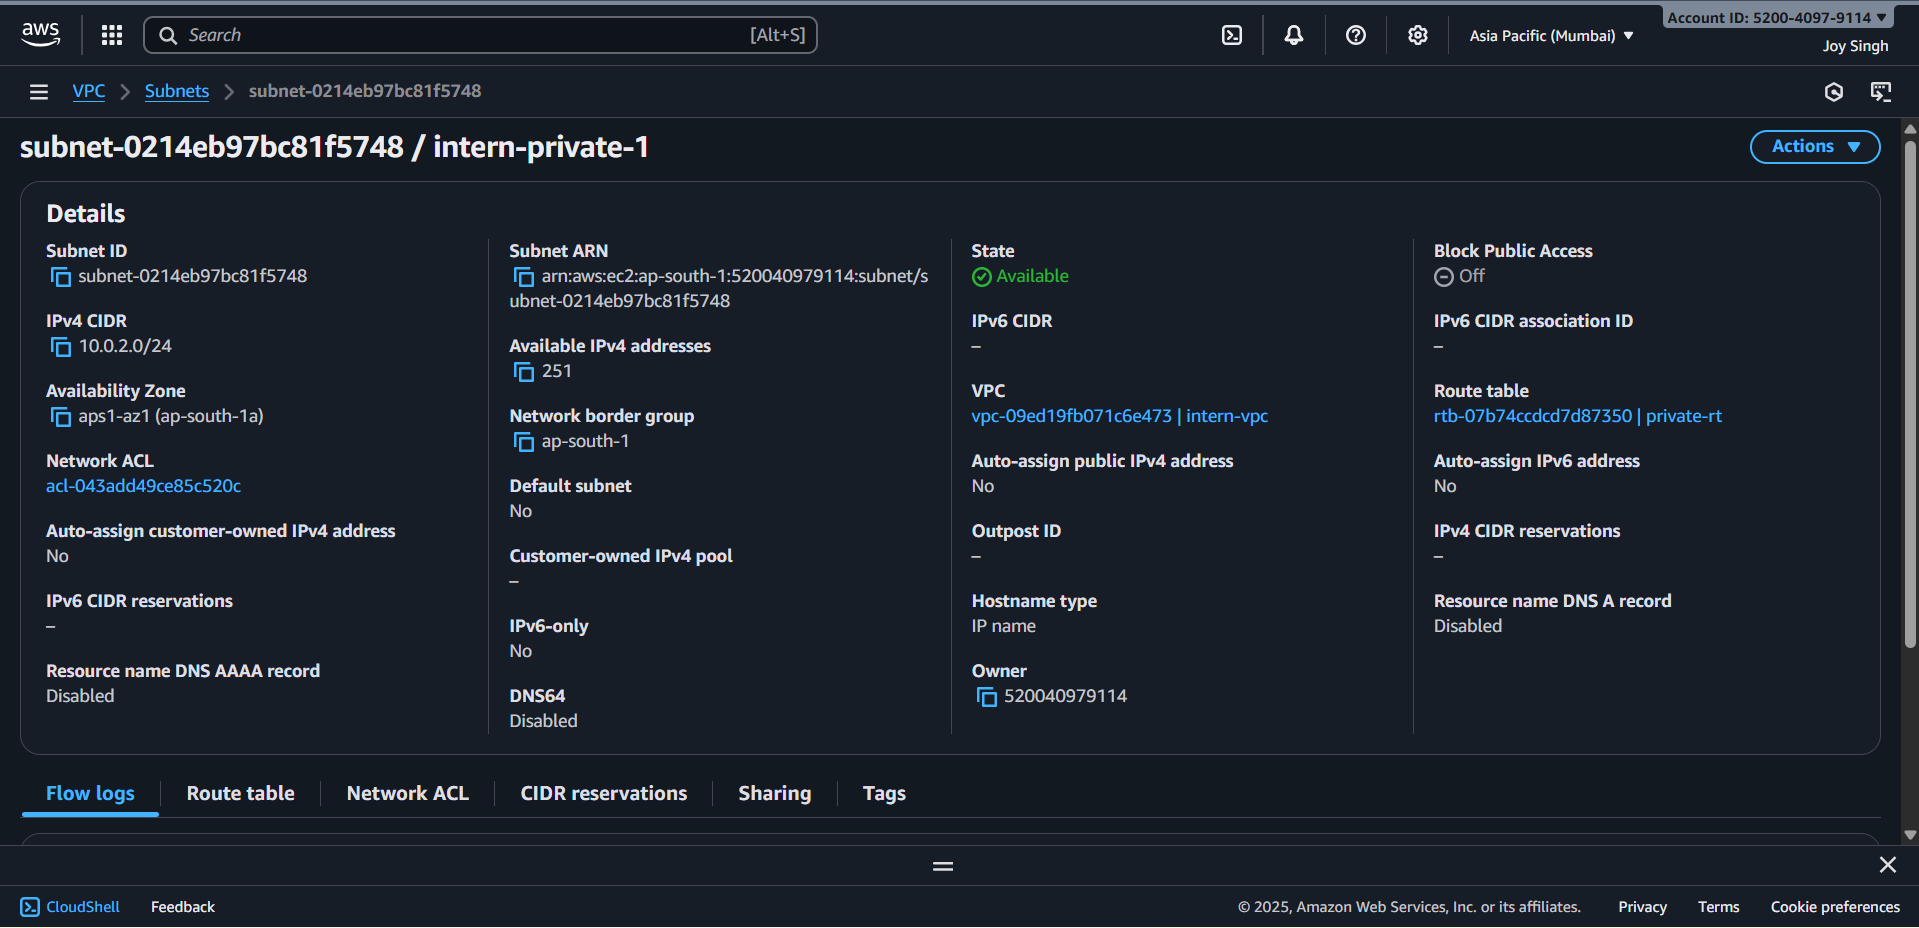 aws
Search
[Alt+S]
Asia Pacific (Mumbai)
Account ID: 5200-4097-9114
Joy Singh
VPC
Subnets
subnet-0214eb97bc81f5748
subnet-0214eb97bc81f5748 / intern-private-1
Actions
Details
Subnet ID
subnet-0214eb97bc81f5748
IPv4 CIDR
10.0.2.0/24
Availability Zone
aps1-az1 (ap-south-1a)
Network ACL
acl-043add49ce85c520c
Auto-assign customer-owned IPv4 address
No
IPv6 CIDR reservations
–
Resource name DNS AAAA record
Disabled
Subnet ARN
arn:aws:ec2:ap-south-1:520040979114:subnet/s
ubnet-0214eb97bc81f5748
Available IPv4 addresses
251
Network border group
ap-south-1
Default subnet
No
Customer-owned IPv4 pool
–
IPv6-only
No
DNS64
Disabled
State
Available
IPv6 CIDR
–
VPC
vpc-09ed19fb071c6e473 | intern-vpc
Auto-assign public IPv4 address
No
Outpost ID
–
Hostname type
IP name
Owner
520040979114
Block Public Access
Off
IPv6 CIDR association ID
–
Route table
rtb-07b74ccdcd7d87350 | private-rt
Auto-assign IPv6 address
No
IPv4 CIDR reservations
–
Resource name DNS A record
Disabled
Flow logs
Route table
Network ACL
CIDR reservations
Sharing
Tags
CloudShell
Feedback
© 2025, Amazon Web Services, Inc. or its affiliates.
Privacy
Terms
Cookie preferences